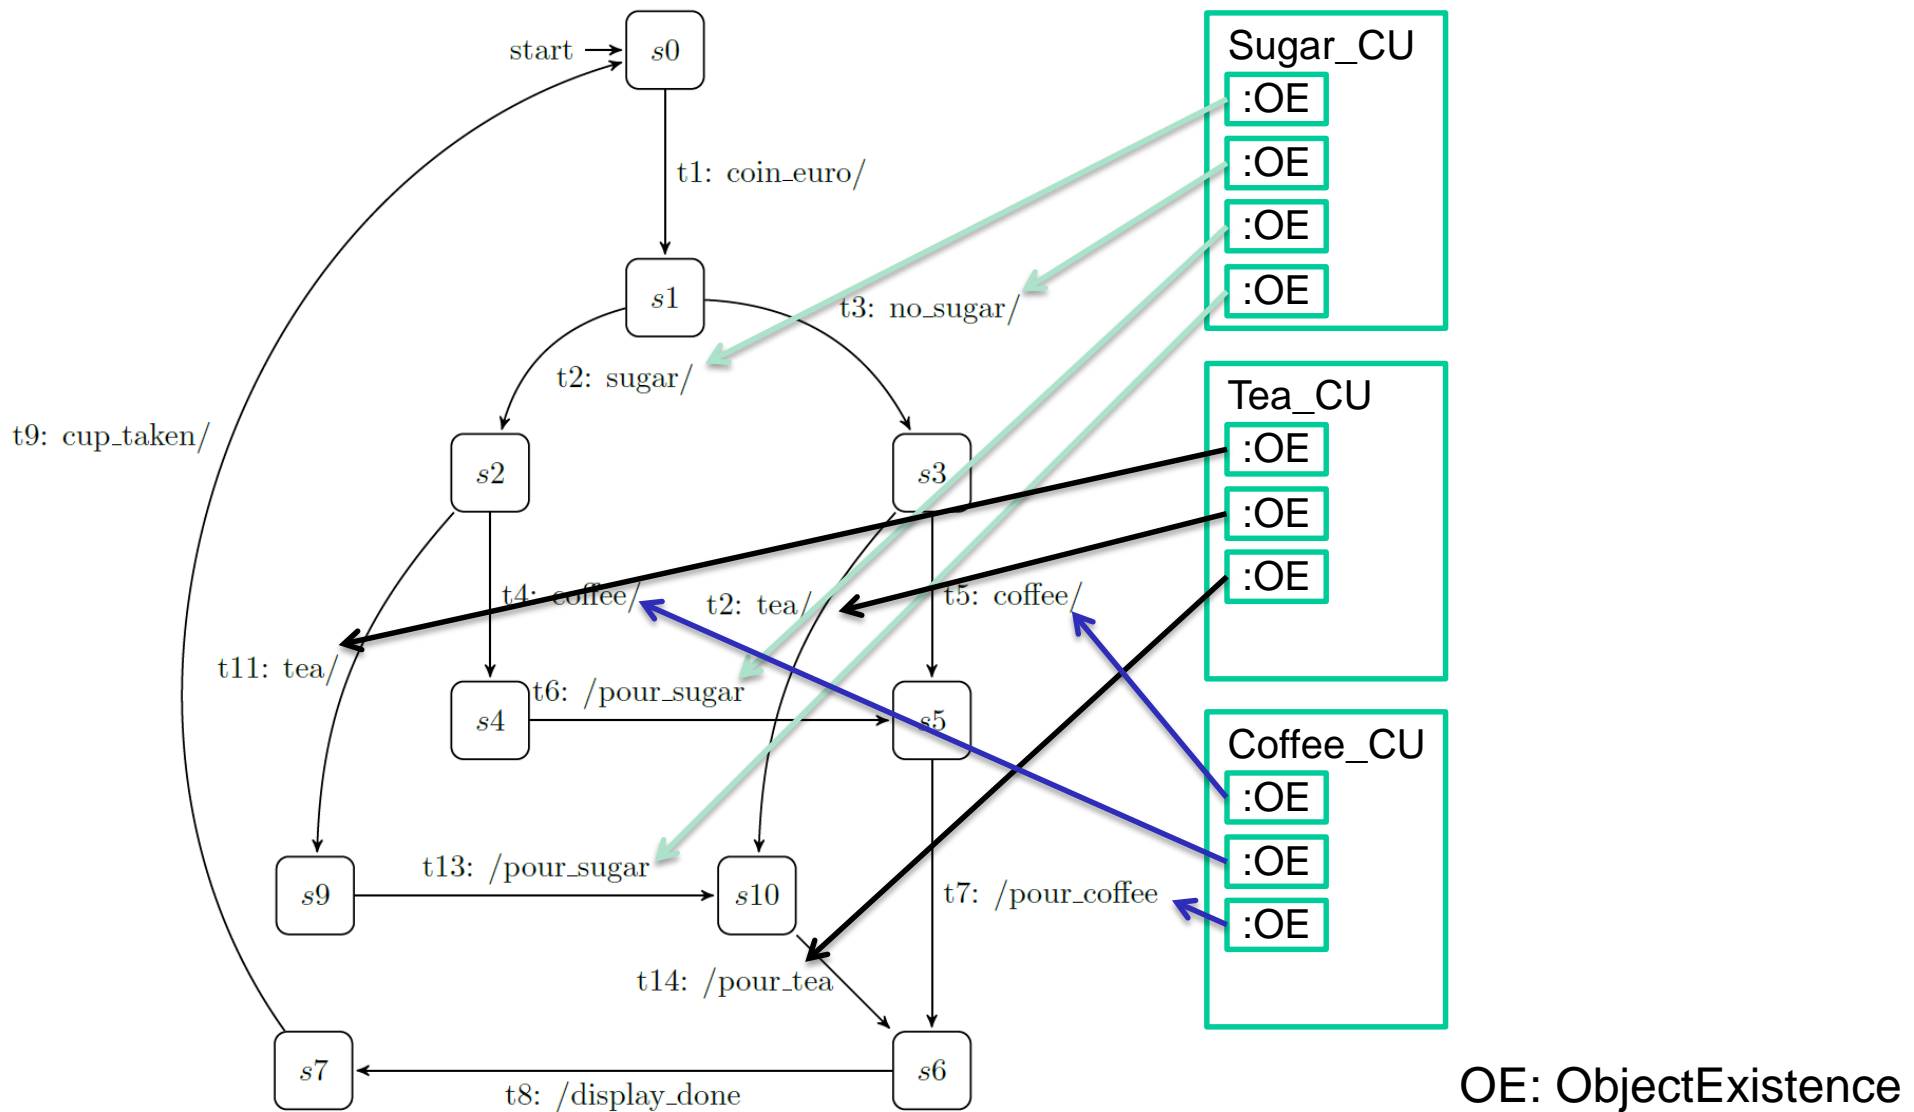 start
s0
Sugar_CU
:OE
:OE
:OE
:OE
t1: coin_euro/
s1
t3: no_sugar/
t2: sugar/
Tea_CU
:OE
:OE
:OE
t9: cup_taken/
s2
s3
t4: coffee/
t2: tea/
t5: coffee/
t11: tea/
t6: /pour_sugar
s4
s5
Coffee_CU
:OE
:OE
:OE
t13: /pour_sugar
s9
s10
t7: /pour_coffee
t14: /pour_tea
s7
s6
t8: /display_done
OE: ObjectExistence